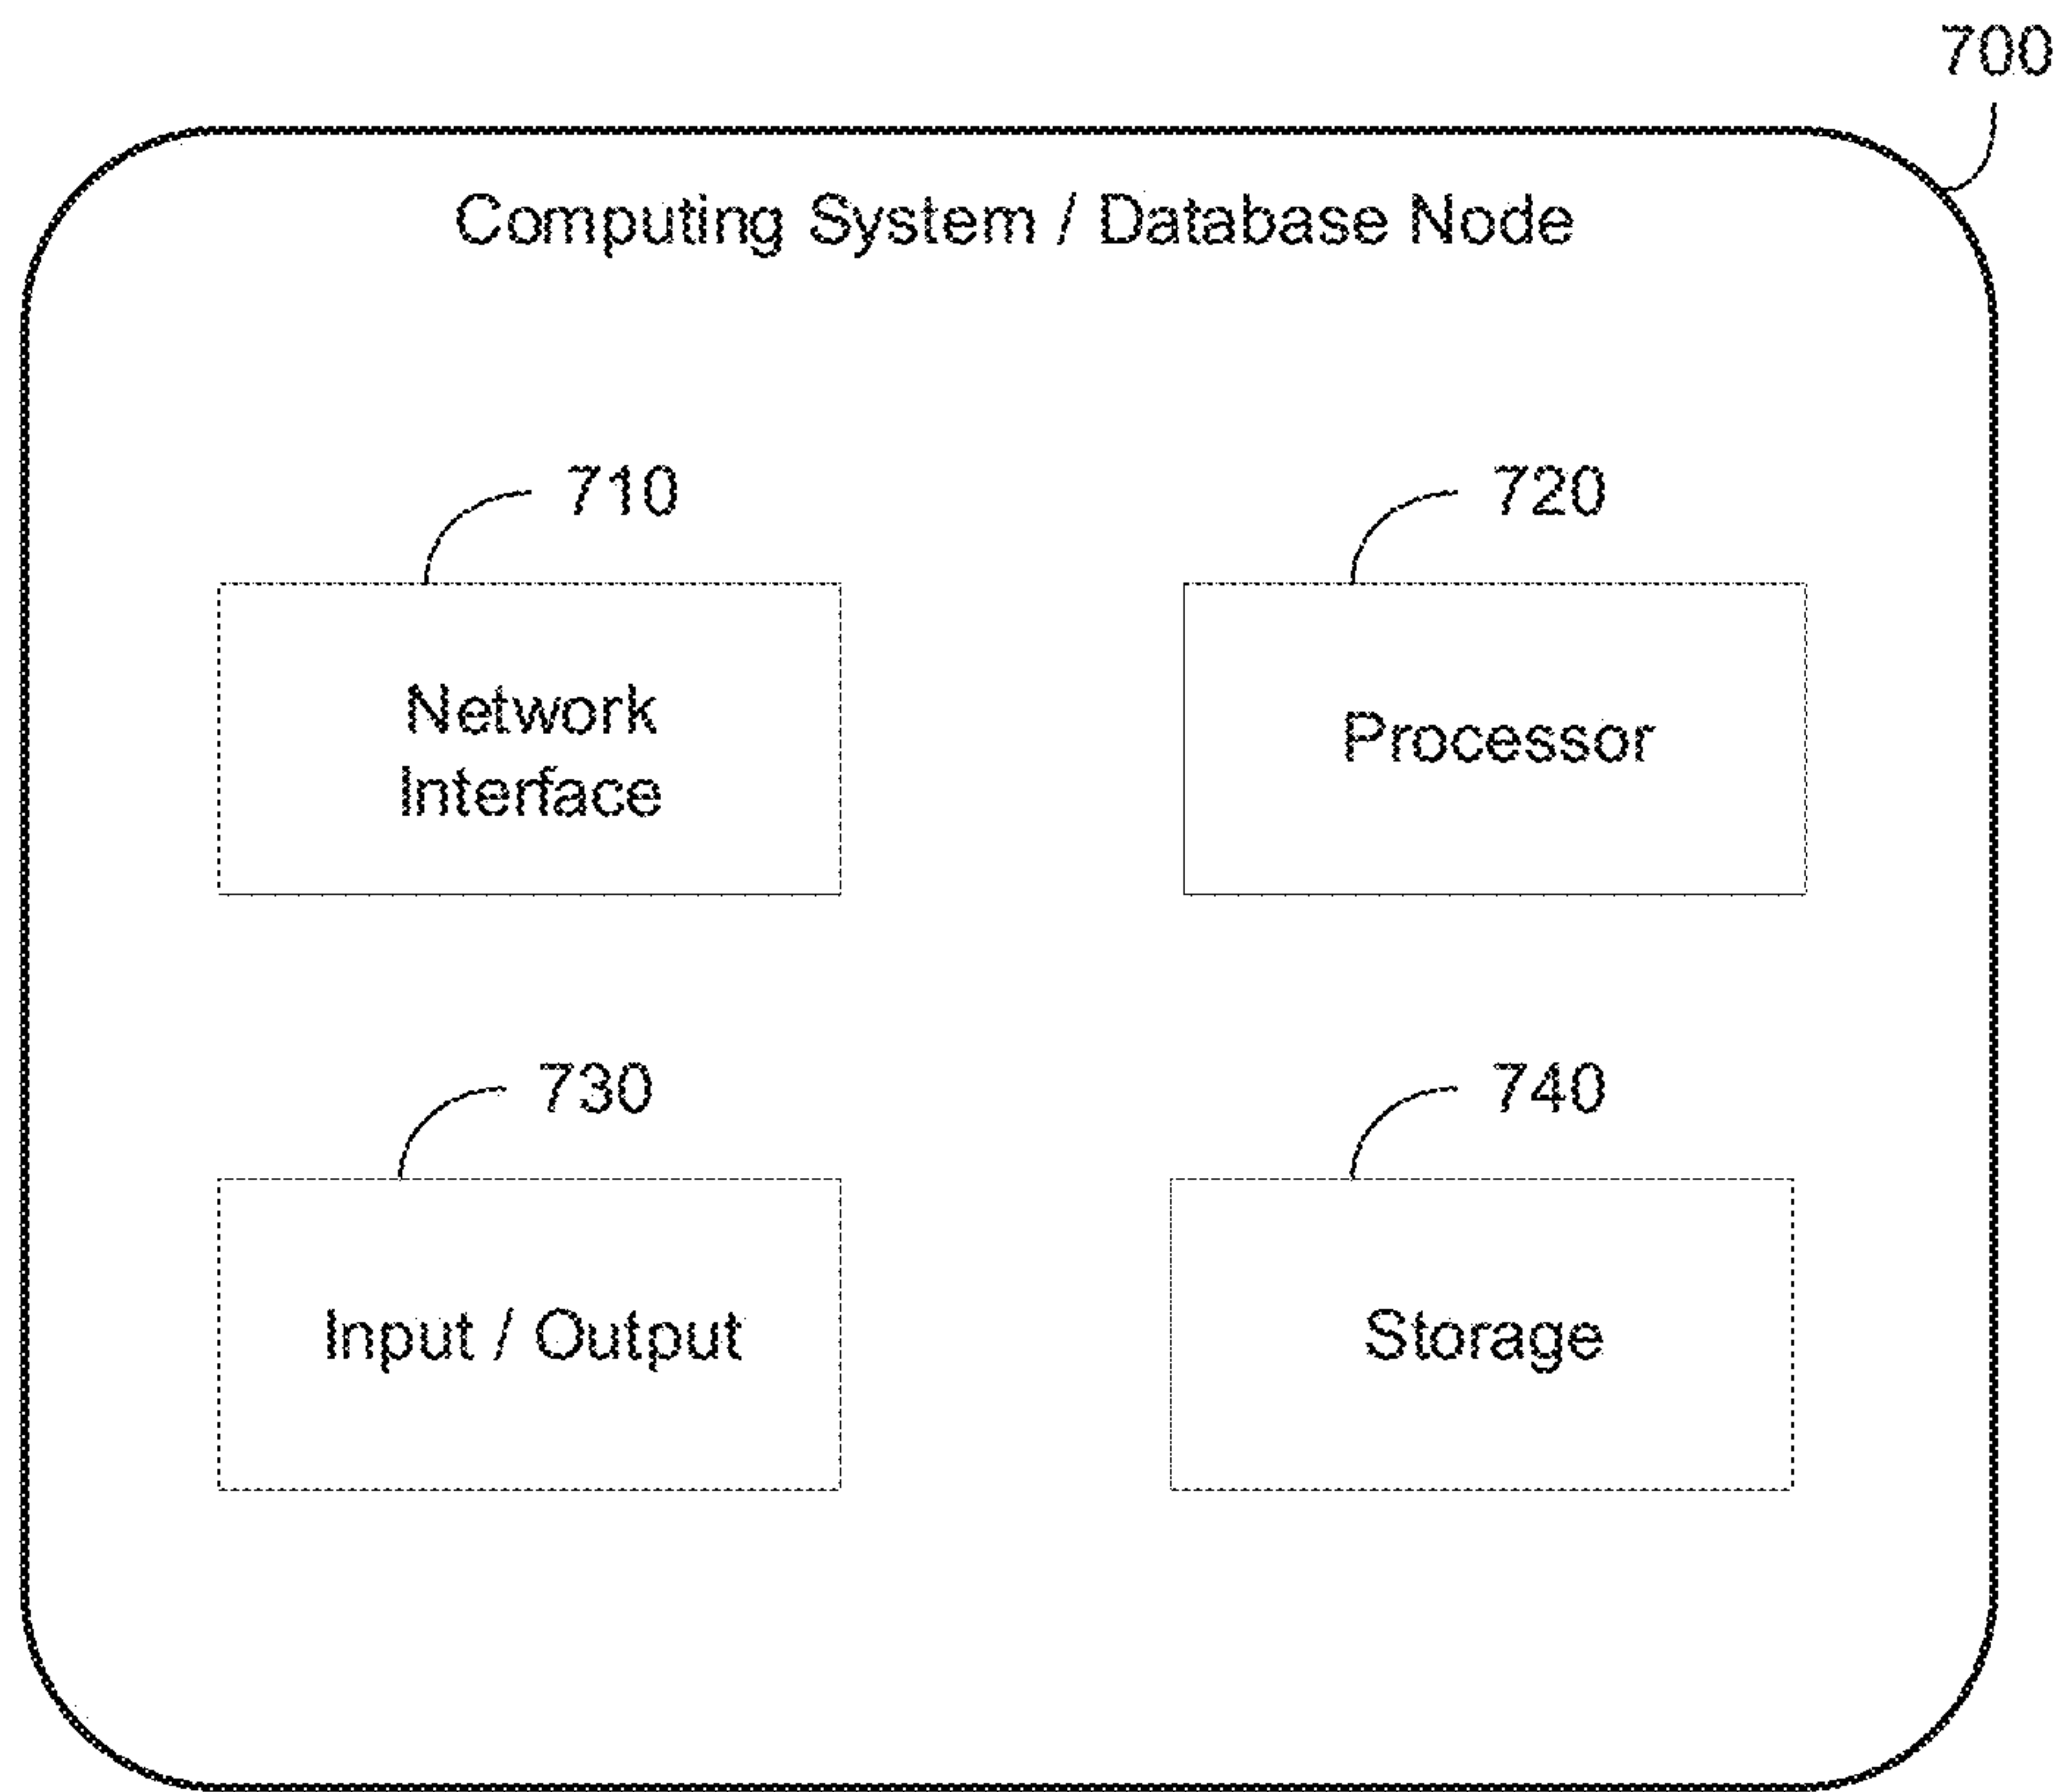 700
Computing System / Database Node
710
720
Network
Interface
Processor
730
740
Input / Output
Storage